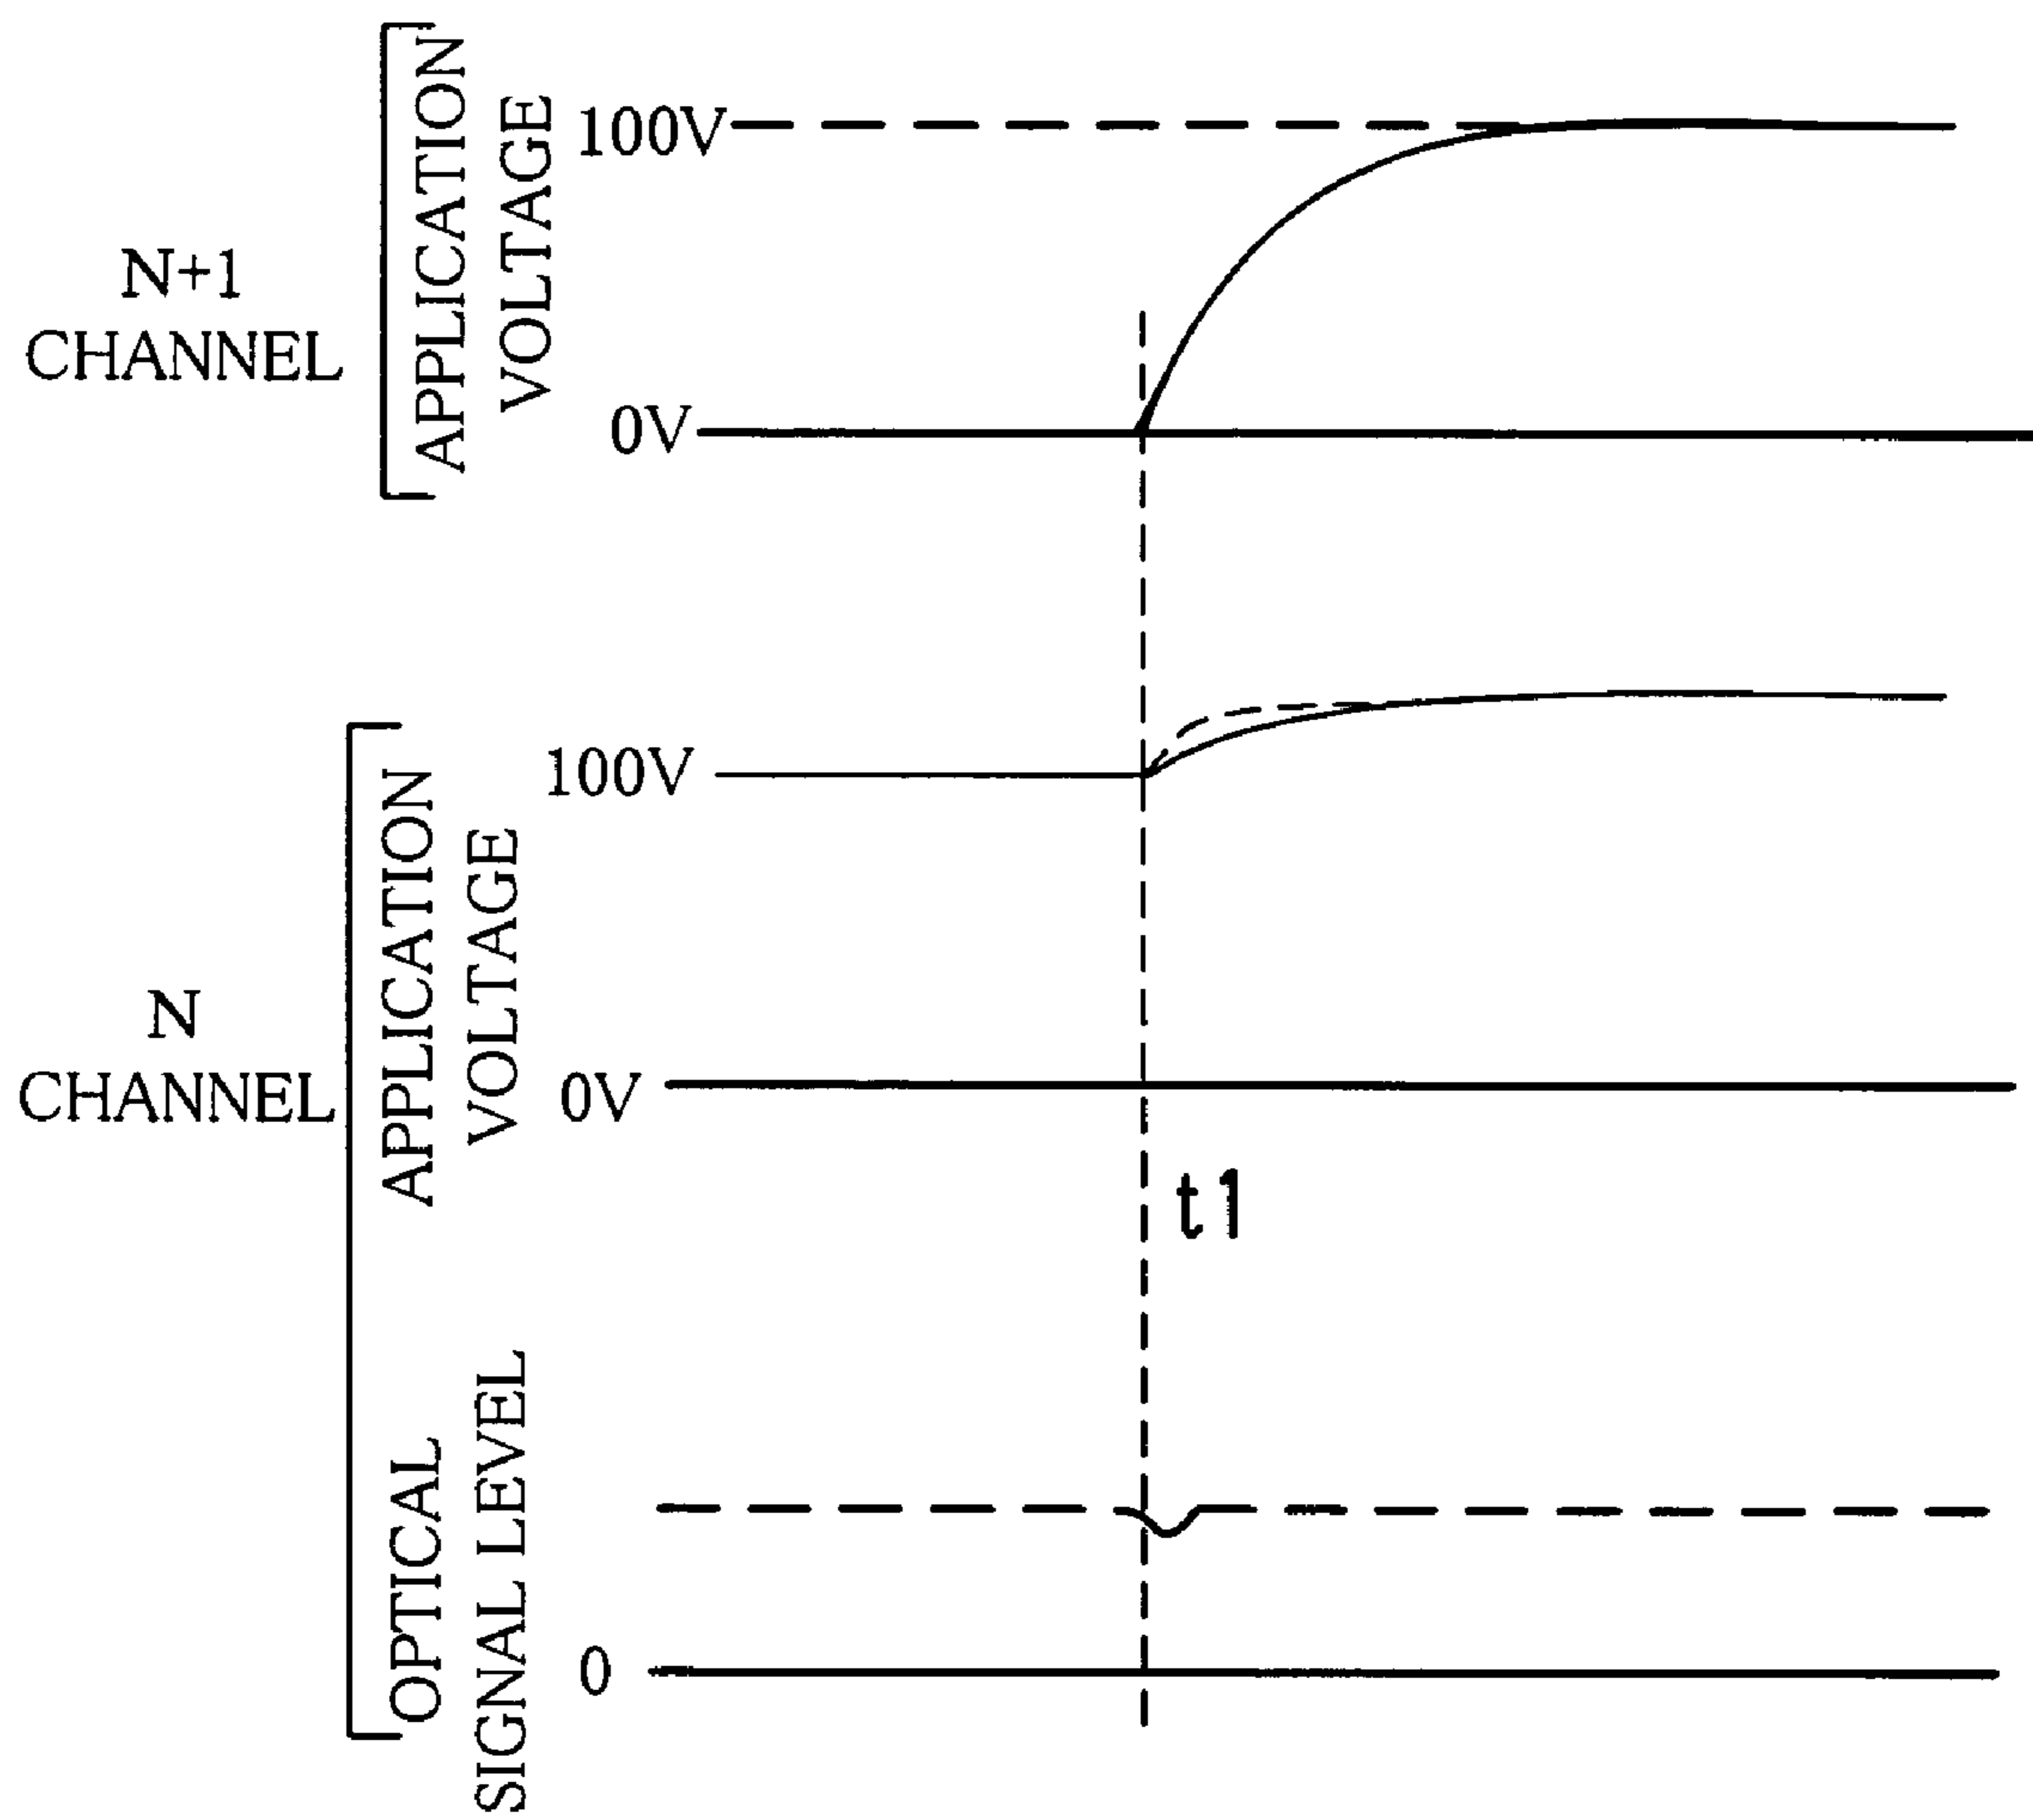 N+1
CHANNEL
APPLICATION
VOLTAGE
100V
0V
N
CHANNEL
APPLICATION
VOLTAGE
100V
0V
t1
OPTICAL
SIGNAL LEVEL
0